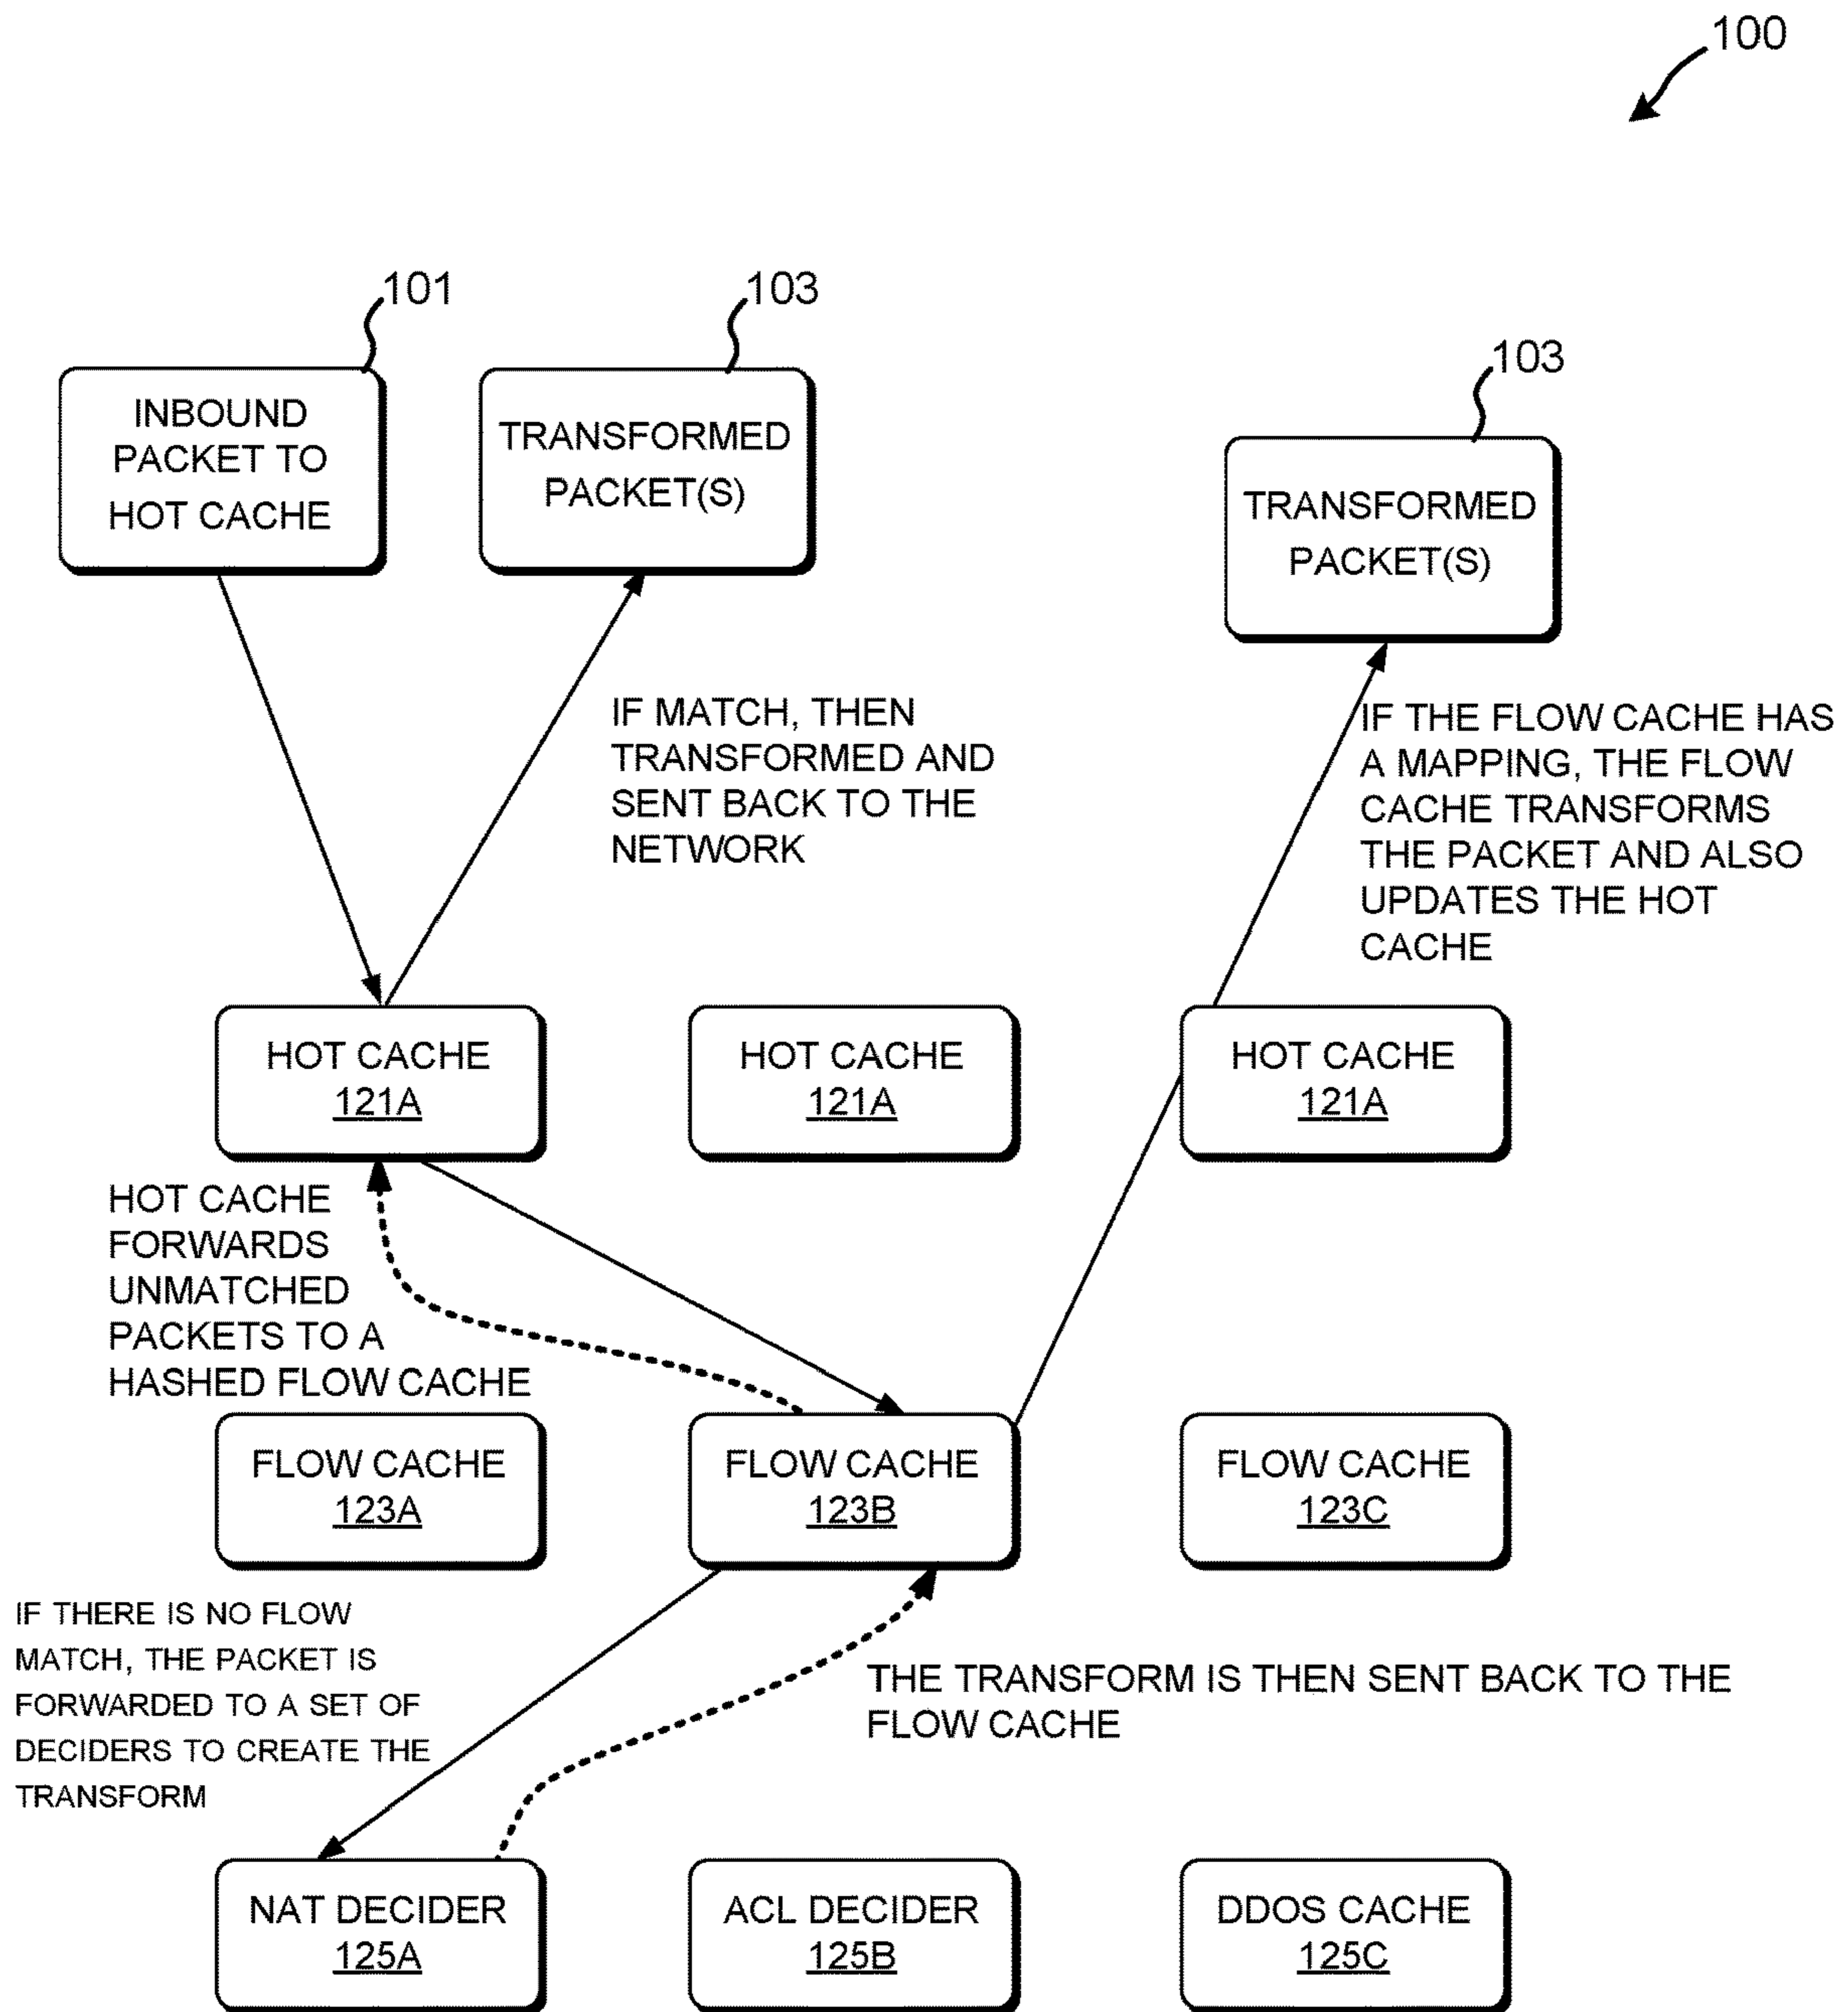 100
101
103
103
INBOUND
PACKET TO
HOT CACHE
TRANSFORMED
PACKET(S)
TRANSFORMED
PACKET(S)
IF MATCH, THEN
TRANSFORMED AND
SENT BACK TO THE
NETWORK
IF THE FLOW CACHE HAS
A MAPPING, THE FLOW
CACHE TRANSFORMS
THE PACKET AND ALSO
UPDATES THE HOT
CACHE
HOT CACHE
121A
HOT CACHE
121A
HOT CACHE
121A
HOT CACHE
FORWARDS
UNMATCHED
PACKETS TO A
HASHED FLOW CACHE
FLOW CACHE
123A
FLOW CACHE
123B
FLOW CACHE
123C
IF THERE IS NO FLOW
MATCH, THE PACKET IS
FORWARDED TO A SET OF
DECIDERS TO CREATE THE
TRANSFORM
THE TRANSFORM IS THEN SENT BACK TO THE
FLOW CACHE
NAT DECIDER
125A
ACL DECIDER
125B
DDOS CACHE
125C